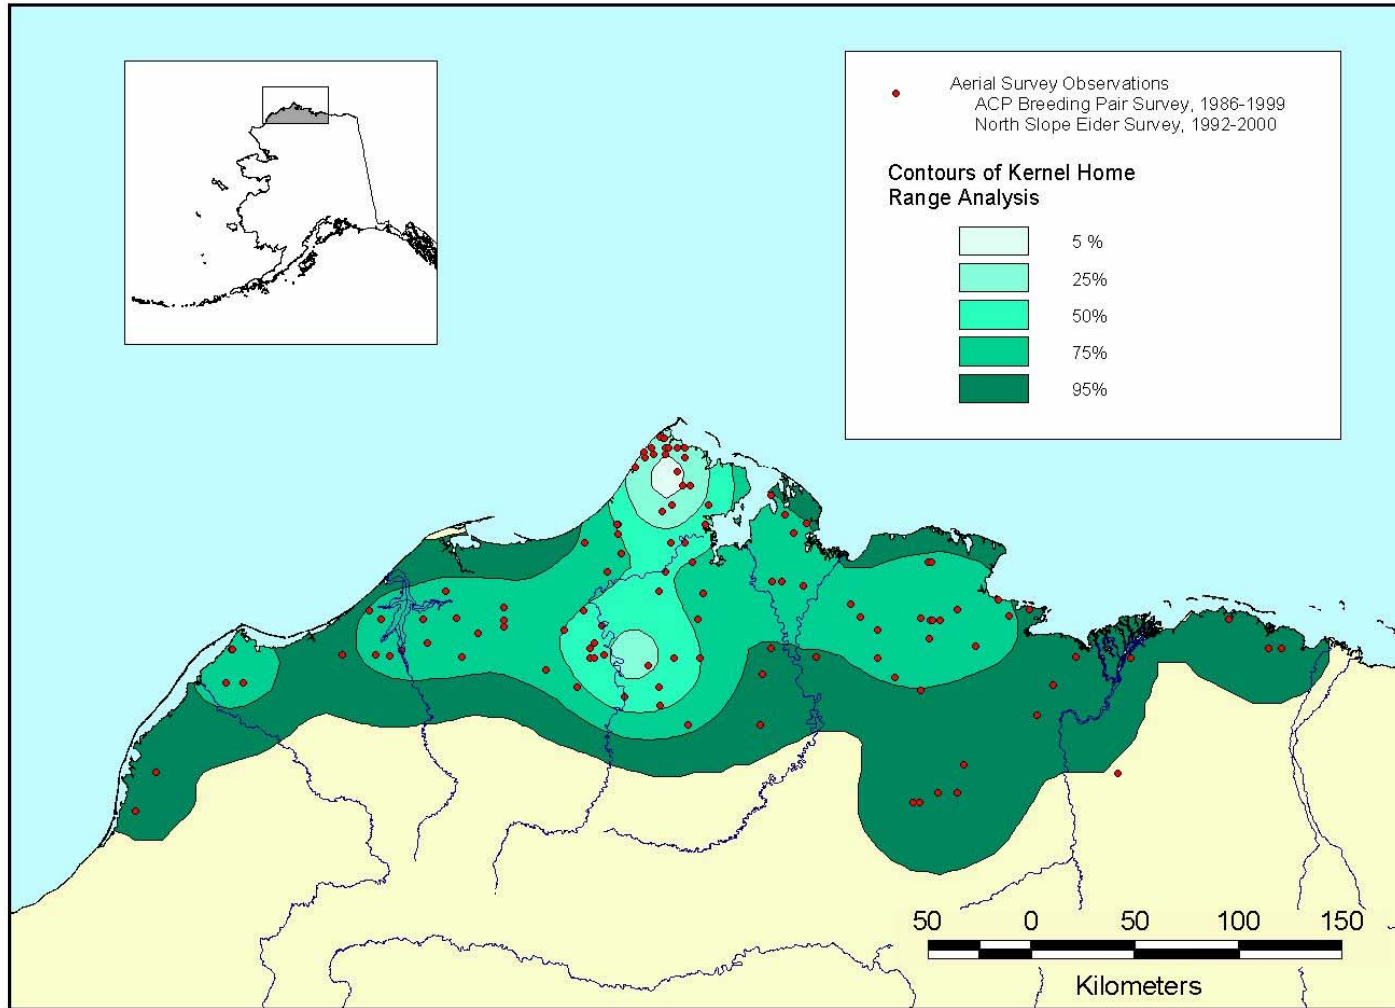 Aerial Survey Observations
ACP Breeding Pair Survey, 1986-1999
North Slope Eider Survey, 1992-2000
Contours of Kernel Home
Range Analysis
5 %
25%
50%
75%
95%
50 0 50 100 150
Kilometers